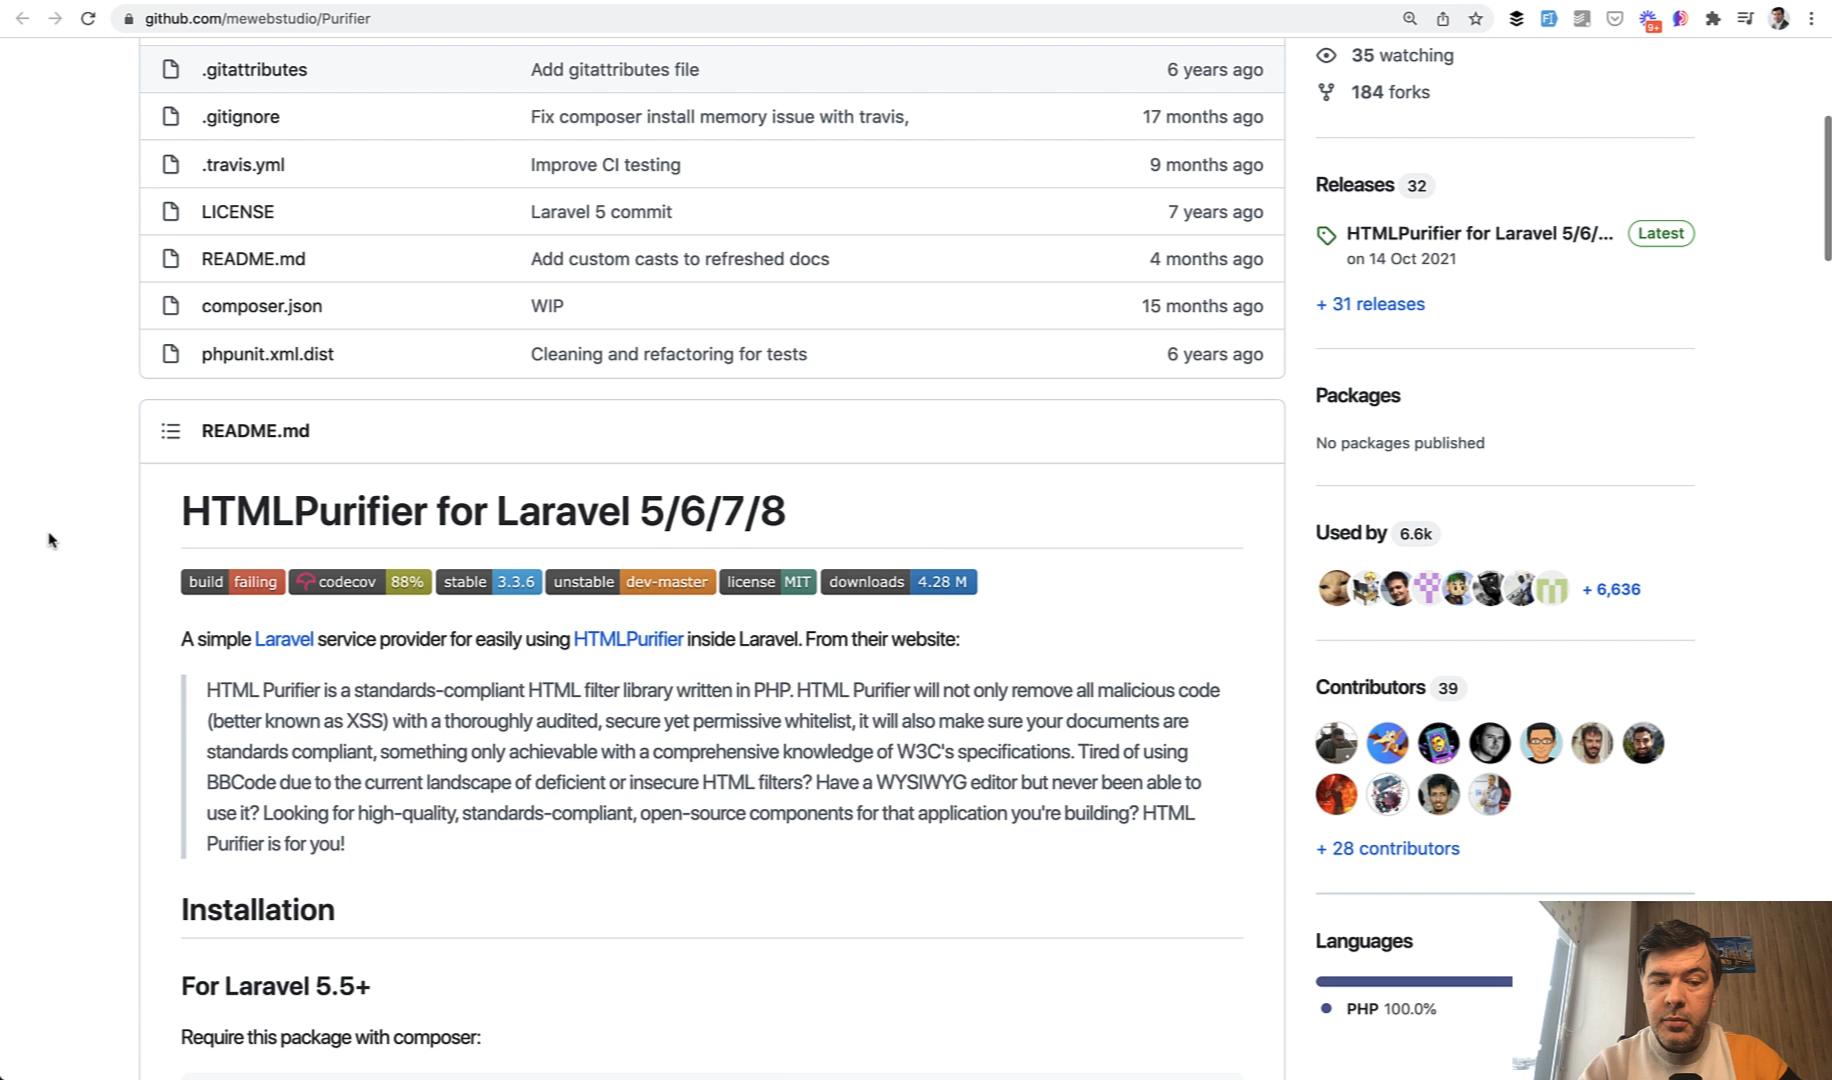 github.com/mewebstudio/Purifier
9+
.gitattributes Add gitattributes file 6 years ago
.gitignore Fix composer install memory issue with travis, 17 months ago
.travis.yml Improve CI testing 9 months ago
LICENSE Laravel 5 commit 7 years ago
README.md Add custom casts to refreshed docs 4 months ago
composer.json WIP 15 months ago
phpunit.xml.dist Cleaning and refactoring for tests 6 years ago
README.md
HTMLPurifier for Laravel 5/6/7/8
build failing codecov 88% stable 3.3.6 unstable dev-master license MIT downloads 4.28 M
A simple Laravel service provider for easily using HTMLPurifier inside Laravel. From their website:
HTML Purifier is a standards-compliant HTML filter library written in PHP. HTML Purifier will not only remove all malicious code
(better known as XSS) with a thoroughly audited, secure yet permissive whitelist, it will also make sure your documents are
standards compliant, something only achievable with a comprehensive knowledge of W3C's specifications. Tired of using
BBCode due to the current landscape of deficient or insecure HTML filters? Have a WYSIWYG editor but never been able to
use it? Looking for high-quality, standards-compliant, open-source components for that application you're building? HTML
Purifier is for you!
Installation
For Laravel 5.5+
Require this package with composer:
35 watching
184 forks
Releases 32
HTMLPurifier for Laravel 5/6/... Latest
on 14 Oct 2021
+ 31 releases
Packages
No packages published
Used by 6.6k
+ 6,636
Contributors 39
+ 28 contributors
Languages
PHP 100.0%